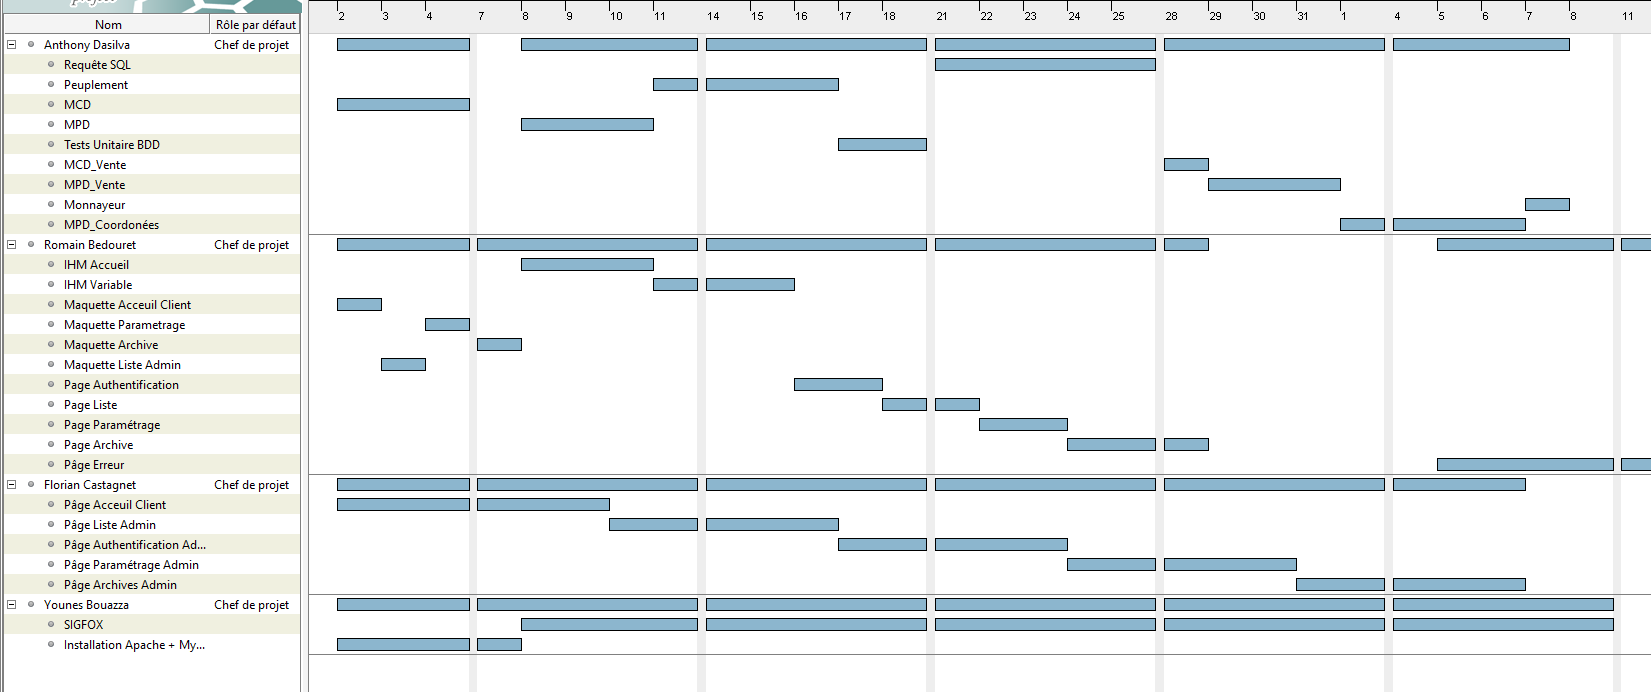 projet
2 3 4 7 8 9 10 11 14 15 16 17 18 21 22 23 24 25 28 29 30 31 1 4 5 6 7 8 11
Nom Rôle par défaut
Anthony Dasilva Chef de projet
Requête SQL
Peuplement
MCD
MPD
Tests Unitaire BDD
MCD_Vente
MPD_Vente
Monnayeur
MPD_Coordonées
Romain Bedouret Chef de projet
IHM Accueil
IHM Variable
Maquette Acceuil Client
Maquette Parametrage
Maquette Archive
Maquette Liste Admin
Page Authentification
Page Liste
Page Paramétrage
Page Archive
Pâge Erreur
Florian Castagnet Chef de projet
Pâge Acceuil Client
Pâge Liste Admin
Pâge Authentification Ad...
Pâge Paramétrage Admin
Pâge Archives Admin
Younes Bouazza Chef de projet
SIGFOX
Installation Apache + My...